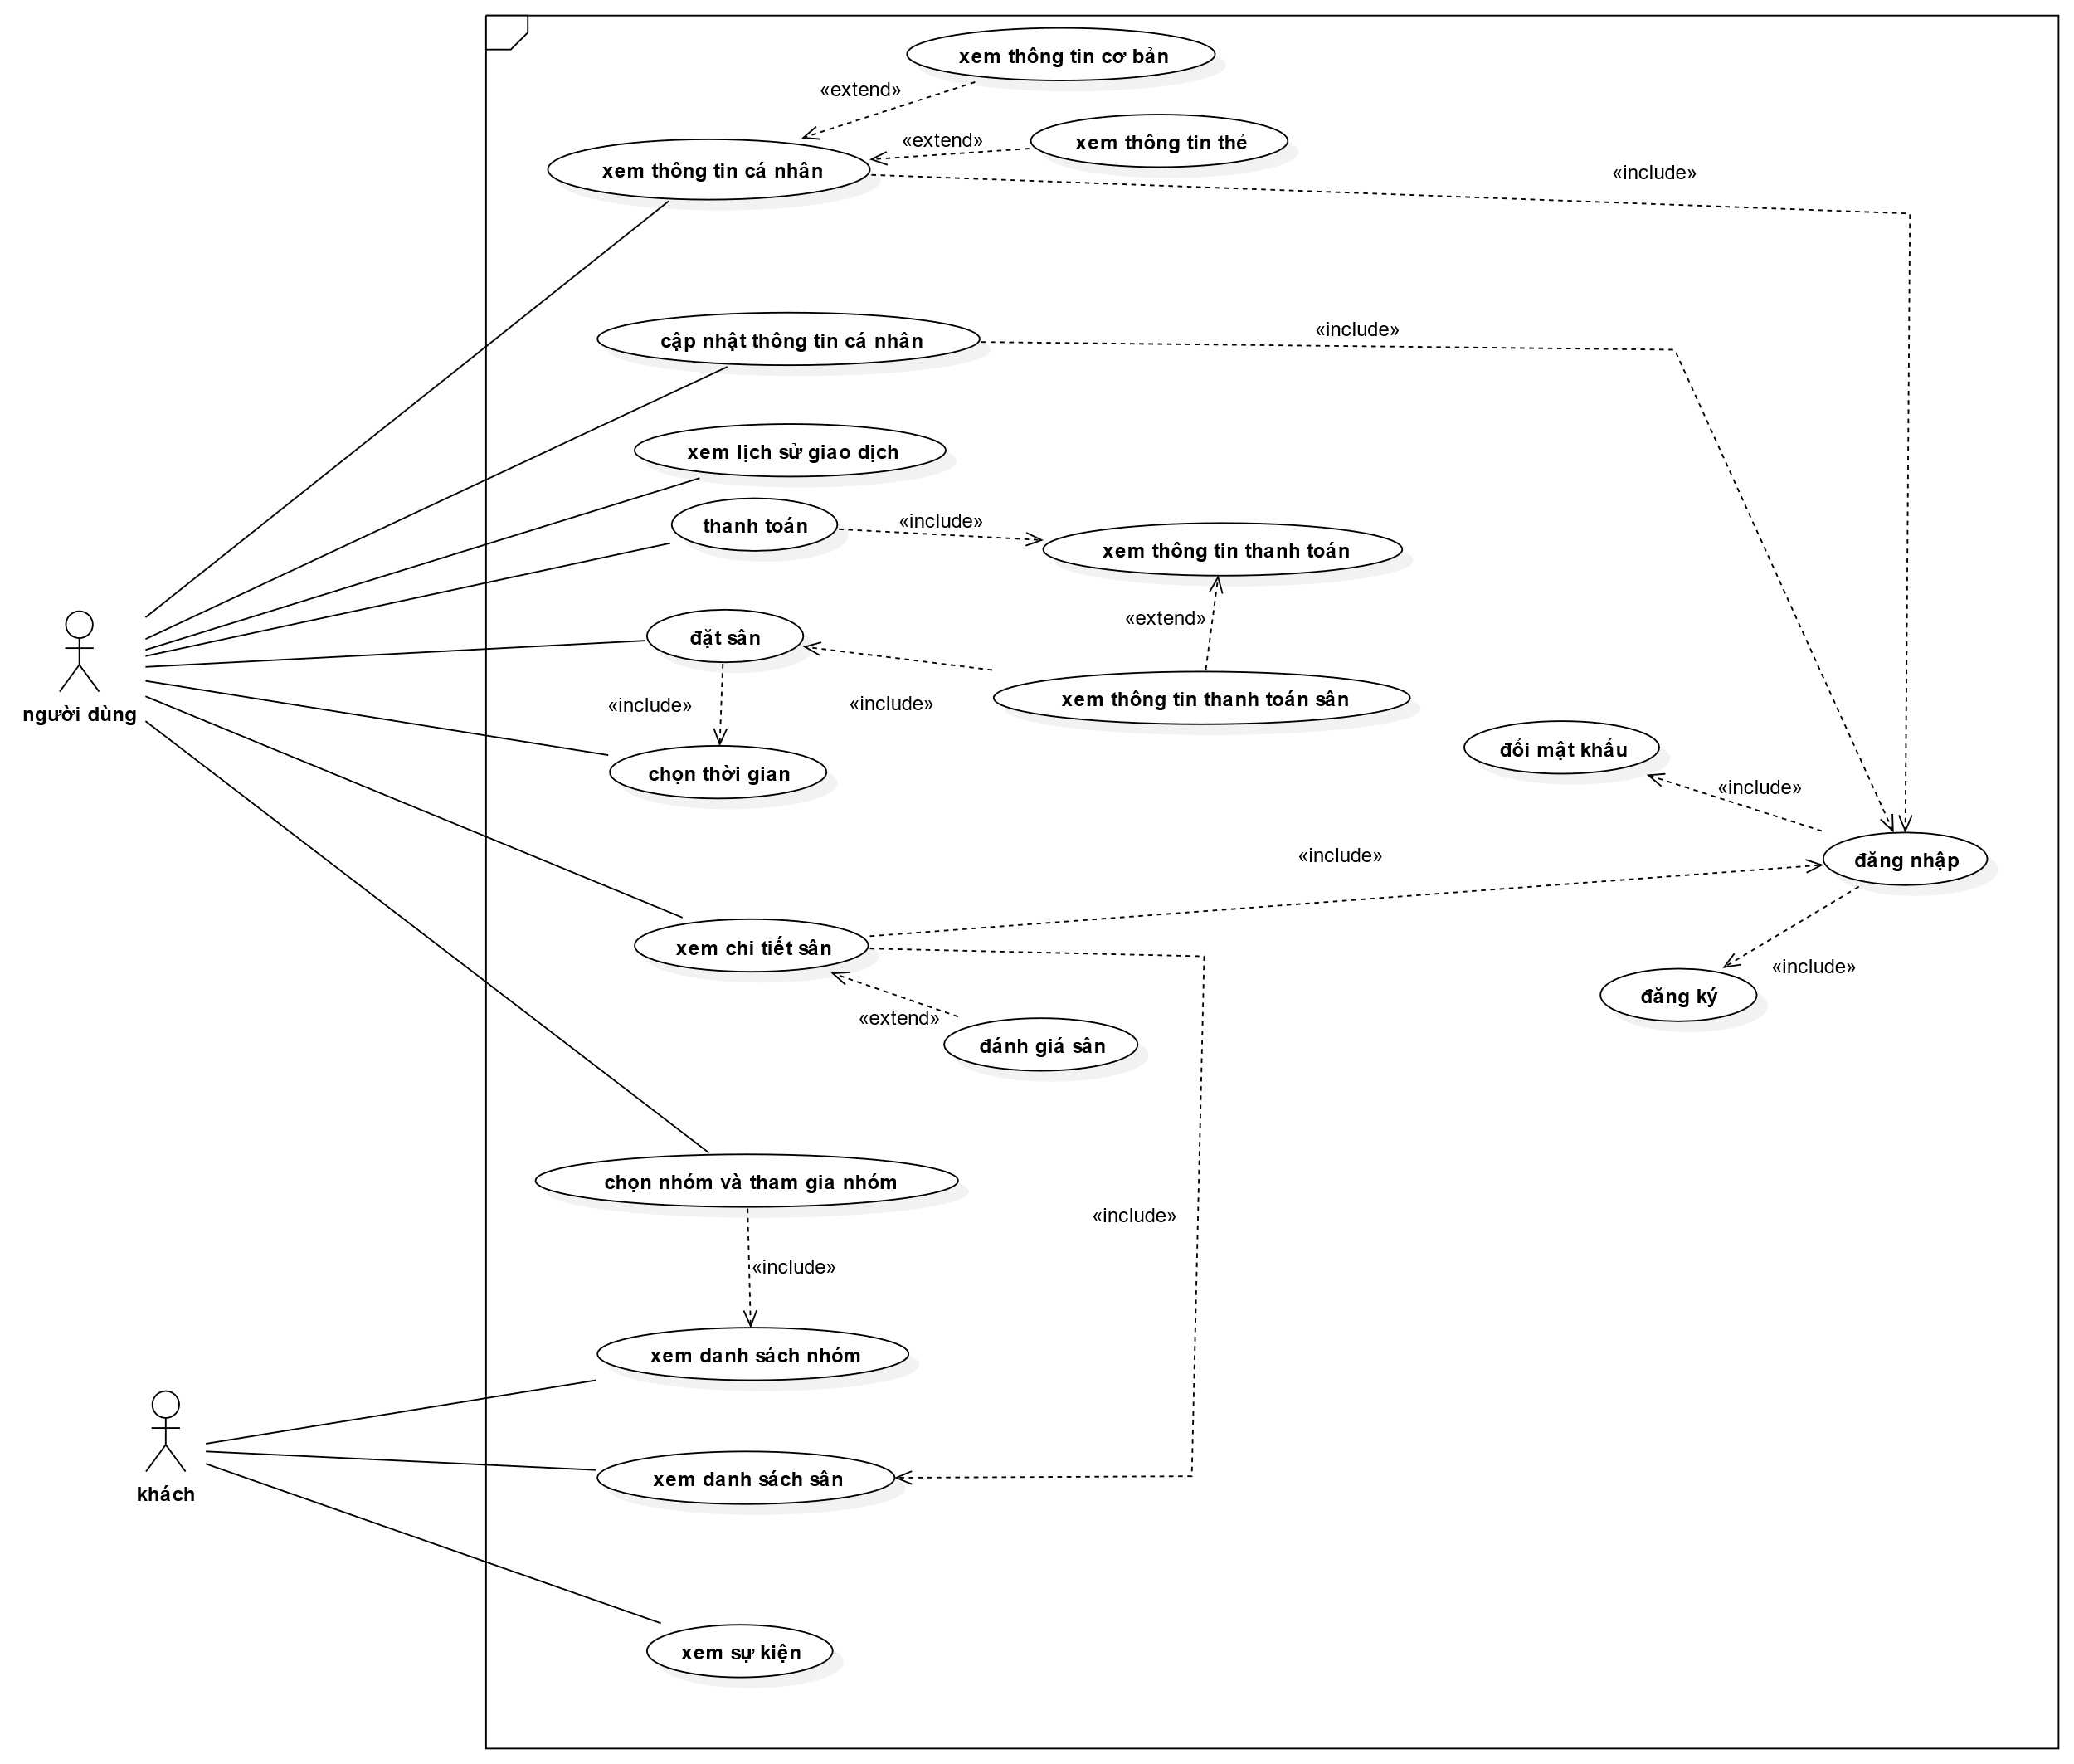 xem thông tin cơ bản
«extend»
xem thông tin thẻ
«extend»
xem thông tin cá nhân
«include»
cập nhật thông tin cá nhân
«include»
xem lịch sử giao dịch
thanh toán
«include»
xem thông tin thanh toán
«extend»
đặt sân
người dùng
«include»
«include»
xem thông tin thanh toán sân
chọn thời gian
đổi mật khẩu
«include»
đăng nhập
«include»
xem chi tiết sân
«include»
đăng ký
«extend»
đánh giá sân
chọn nhóm và tham gia nhóm
«include»
«include»
xem danh sách nhóm
khách
xem danh sách sân
xem sự kiện